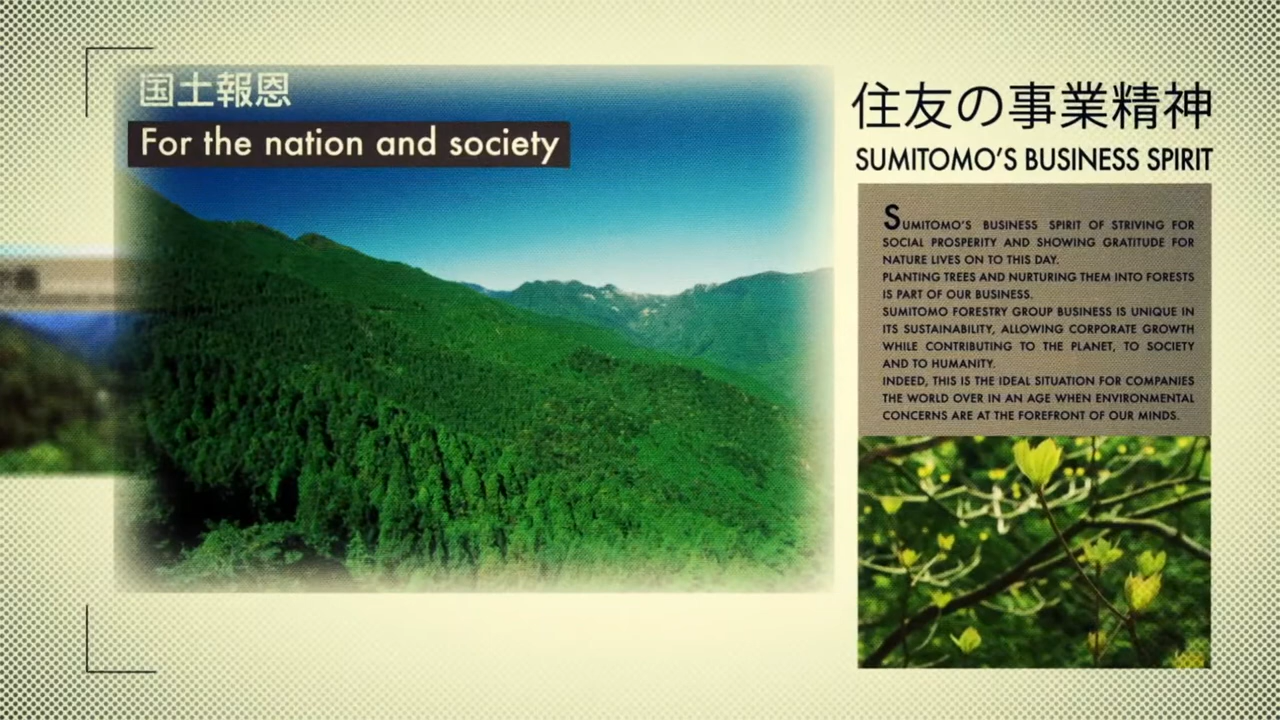 国土報恩
For the nation and society
住友の事業精神
SUMITOMO'S BUSINESS SPIRIT
SUMITOMO'S BUSINESS SPIRIT OF STRIVING FOR
SOCIAL PROSPERITY AND SHOWING GRATITUDE FOR
NATURE LIVES ON TO THIS DAY.
PLANTING TREES AND NURTURING THEM INTO FORESTS
IS PART OF OUR BUSINESS.
SUMITOMO FORESTRY GROUP BUSINESS IS UNIQUE IN
ITS SUSTAINABILITY, ALLOWING CORPORATE GROWTH
WHILE CONTRIBUTING TO THE PLANET, TO SOCIETY
AND TO HUMANITY.
INDEED, THIS IS THE IDEAL SITUATION FOR COMPANIES
THE WORLD OVER IN AN AGE WHEN ENVIRONMENTAL
CONCERNS ARE AT THE FOREFRONT OF OUR MINDS.